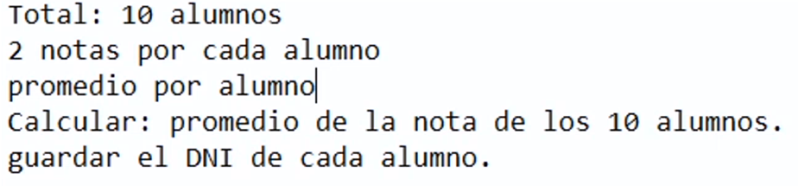 Total: 10 alumnos
2 notas por cada alumno
promedio por alumno
Calcular: promedio de la nota de los 10 alumnos.
guardar el DNI de cada alumno.